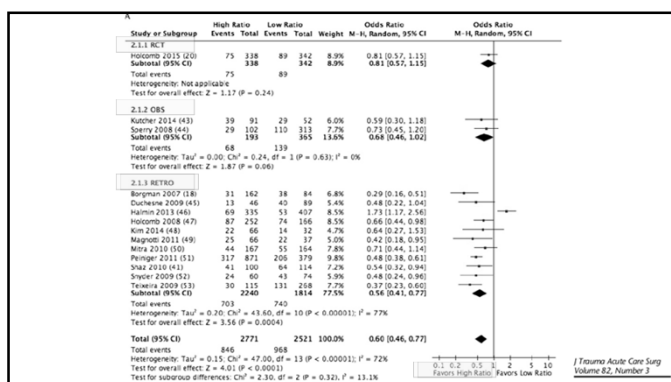 A
High Ratio Low Ratio Odds Ratio Odds Ratio
Study or Subgroup Events Total Events Total Weight M-H, Random, 95% CI M-H, Random, 95% CI
2.1.1 RCT
Holcomb 2015 (20) 75 338 89 342 8.9% 0.81 [0.57, 1.15]
Subtotal (95% CI) 338 342 8.9% 0.81 [0.57, 1.15]
Total events 75 89
Heterogeneity: Not applicable
Test for overall effect: Z = 1.17 (P = 0.24)
2.1.2 OBS
Kutcher 2014 (43) 39 91 29 52 6.2% 0.59 [0.30, 1.18]
Sperry 2008 (44) 29 102 110 313 7.7% 0.73 [0.45, 1.20]
Subtotal (95% CI) 193 365 13.6% 0.68 [0.46, 1.02]
Total events 68 139
Heterogeneity: Tau² = 0.00; Chi² = 0.24, df = 1 (P = 0.63); I² = 0%
Test for overall effect: Z = 1.87 (P = 0.06)
2.1.3 RETRO
Borgman 2007 (18) 31 162 38 84 6.8% 0.29 [0.16, 0.51]
Duchesne 2009 (45) 13 46 40 89 5.4% 0.48 [0.22, 1.04]
Halmin 2013 (46) 69 335 53 407 8.4% 1.73 [1.17, 2.56]
Holcomb 2008 (47) 87 252 74 166 8.3% 0.66 [0.44, 0.98]
Kim 2014 (48) 22 66 14 32 4.7% 0.64 [0.27, 1.53]
Magnotti 2011 (49) 25 66 22 37 5.0% 0.42 [0.18, 0.95]
Mitra 2010 (50) 44 167 55 164 7.7% 0.71 [0.44, 1.14]
Peiniger 2011 (51) 317 871 206 379 9.7% 0.48 [0.38, 0.61]
Shaz 2010 (41) 41 100 64 114 7.1% 0.54 [0.32, 0.94]
Snyder 2009 (52) 24 60 43 74 5.9% 0.48 [0.24, 0.96]
Teixeira 2009 (53) 30 115 131 268 7.7% 0.37 [0.23, 0.60]
Subtotal (95% CI) 2240 1814 77.5% 0.56 [0.41, 0.77]
Total events 703 740
Heterogeneity: Tau² = 0.20; Chi² = 43.60, df = 10 (P < 0.00001); I² = 77%
Test for overall effect: Z = 3.56 (P = 0.0004)
Total (95% CI) 2771 2521 100.0% 0.60 [0.46, 0.77]
Total events 846 968
Heterogeneity: Tau² = 0.15; Chi² = 47.00, df = 13 (P < 0.00001); I² = 72%
Test for overall effect: Z = 4.01 (P < 0.0001)
Test for subgroup differences: Chi² = 2.30, df = 2 (P = 0.32), I² = 13.1%
0.1 0.2 0.5 1 2 5 10
Favors High Ratio Favors Low Ratio
J Trauma Acute Care Surg
Volume 82, Number 3